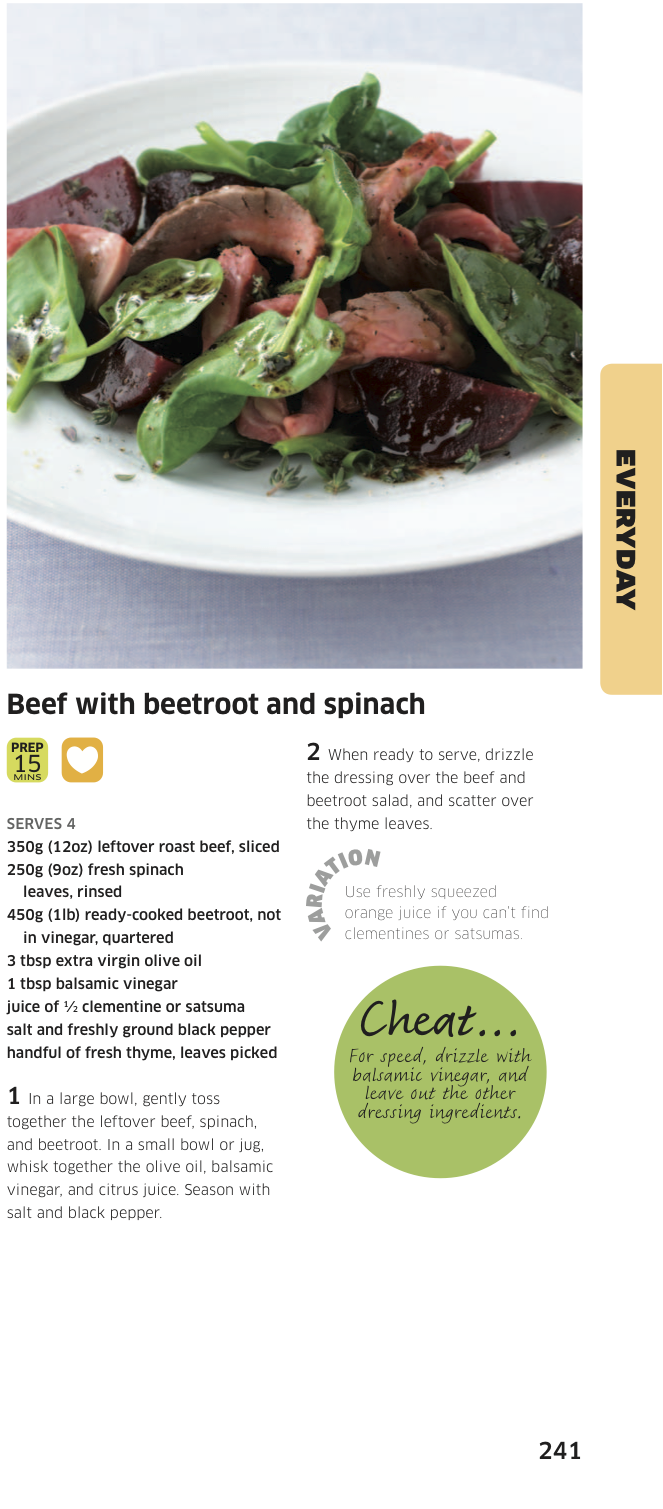 EVERYDAY
Beef with beetroot and spinach
PREP
15
MINS
SERVES 4
350g (12oz) leftover roast beef, sliced
250g (9oz) fresh spinach
leaves, rinsed
450g (1lb) ready-cooked beetroot, not
in vinegar, quartered
3 tbsp extra virgin olive oil
1 tbsp balsamic vinegar
juice of ½ clementine or satsuma
salt and freshly ground black pepper
handful of fresh thyme, leaves picked
1 In a large bowl, gently toss
together the leftover beef, spinach,
and beetroot. In a small bowl or jug,
whisk together the olive oil, balsamic
vinegar, and citrus juice. Season with
salt and black pepper.
2 When ready to serve, drizzle
the dressing over the beef and
beetroot salad, and scatter over
the thyme leaves.
VARIATION
Use freshly squeezed
orange juice if you can't find
clementines or satsumas.
Cheat...
For speed, drizzle with
balsamic vinegar, and
leave out the other
dressing ingredients.
241